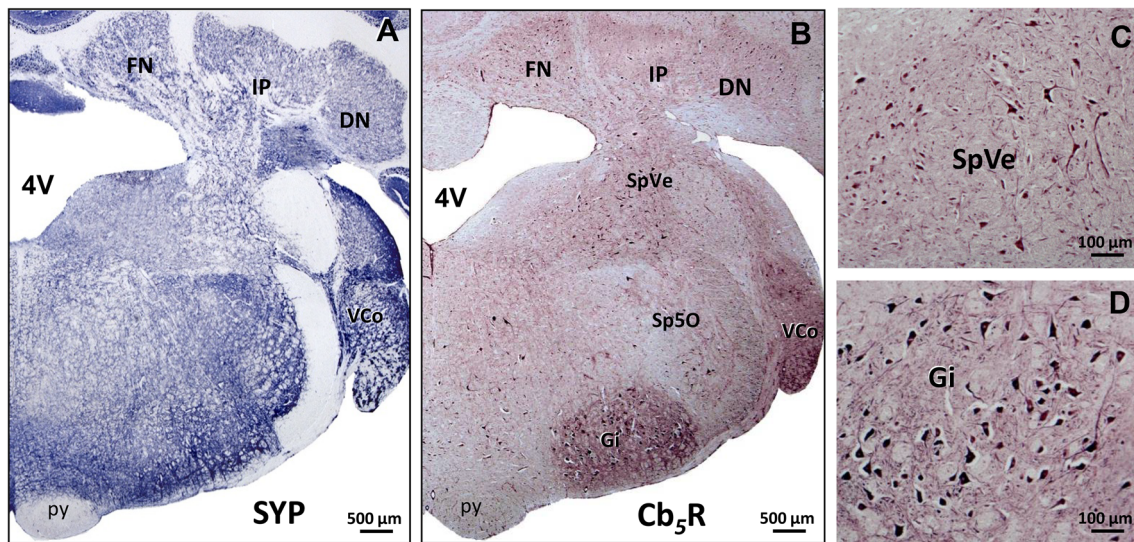 A
FN
IP
DN
4V
VCo
py
SYP
500 µm
B
FN
IP
DN
4V
SpVe
Sp5O
VCo
Gi
py
Cb5R
500 µm
C
SpVe
100 µm
D
Gi
100 µm